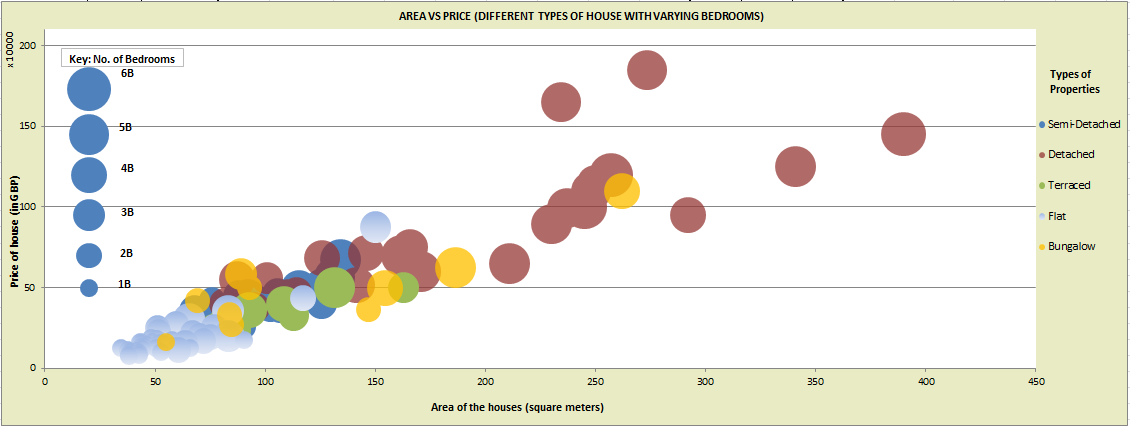 AREA VS PRICE (DIFFERENT TYPES OF HOUSE WITH VARYING BEDROOMS)
x 10000
Price of house (inGBP)
200
150
100
50
0
Key: No. of Bedrooms
6B
5B
4B
3B
2B
1B
Types of
Properties
Semi-Detached
Detached
Terraced
Flat
Bungalow
0 50 100 150 200 250 300 350 400 450
Area of the houses (square meters)